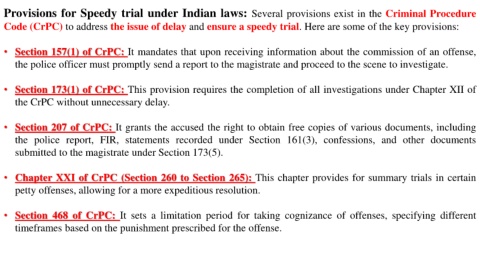 Provisions for Speedy trial under Indian laws: Several provisions exist in the Criminal Procedure
Code (CrPC) to address the issue of delay and ensure a speedy trial. Here are some of the key provisions:
• Section 157(1) of CrPC: It mandates that upon receiving information about the commission of an offense,
the police officer must promptly send a report to the magistrate and proceed to the scene to investigate.
• Section 173(1) of CrPC: This provision requires the completion of all investigations under Chapter XII of
the CrPC without unnecessary delay.
• Section 207 of CrPC: It grants the accused the right to obtain free copies of various documents, including
the police report, FIR, statements recorded under Section 161(3), confessions, and other documents
submitted to the magistrate under Section 173(5).
• Chapter XXI of CrPC (Section 260 to Section 265): This chapter provides for summary trials in certain
petty offenses, allowing for a more expeditious resolution.
• Section 468 of CrPC: It sets a limitation period for taking cognizance of offenses, specifying different
timeframes based on the punishment prescribed for the offense.